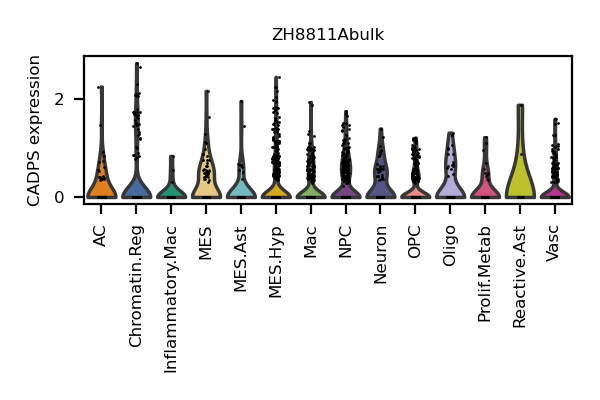 ZH8811Abulk
CADPS expression
2
0
AC
Chromatin.Reg
Inflammatory.Mac
MES
MES.Ast
MES.Hyp
Mac
NPC
Neuron
OPC
Oligo
Prolif.Metab
Reactive.Ast
Vasc